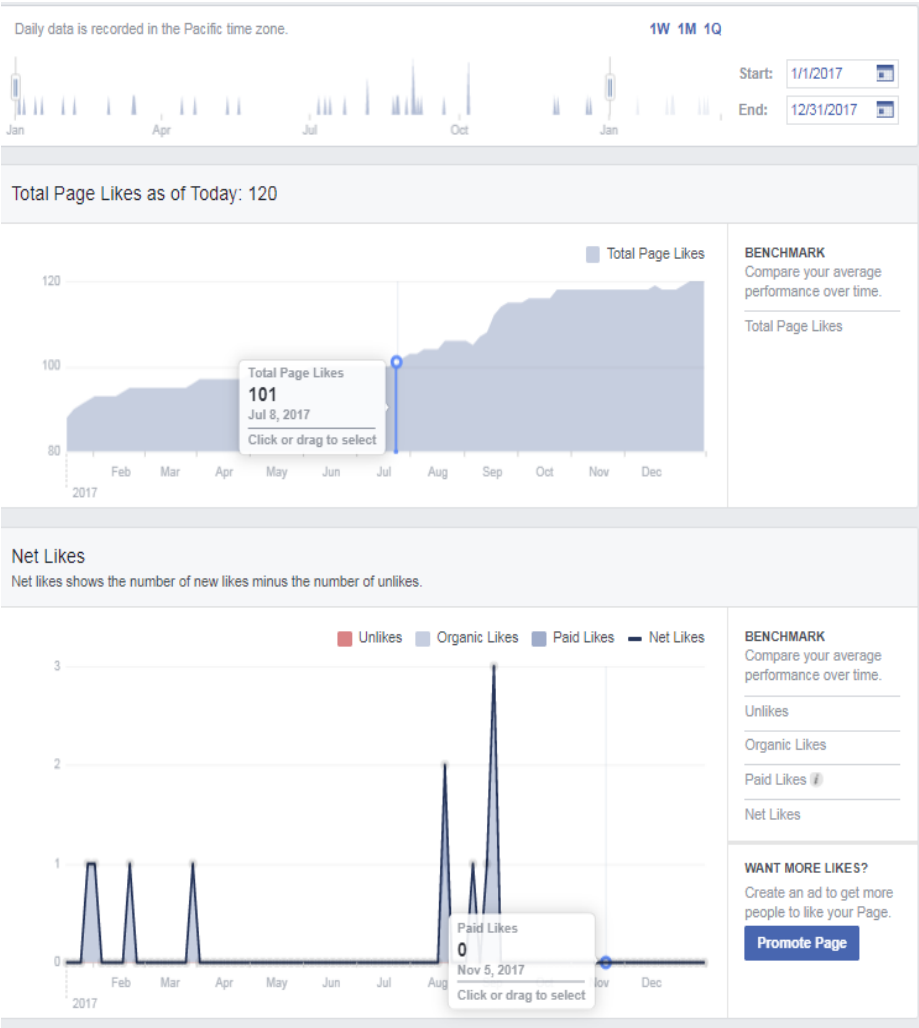 Daily data is recorded in the Pacific time zone.
1W 1M 1Q
Start: 1/1/2017
End: 12/31/2017
Jan Apr Jul Oct Jan
Total Page Likes as of Today: 120
Total Page Likes
120
100
80
Total Page Likes
101
Jul 8, 2017
Click or drag to select
Feb Mar Apr May Jun Jul Aug Sep Oct Nov Dec
2017
BENCHMARK
Compare your average
performance over time.
Total Page Likes
Net Likes
Net likes shows the number of new likes minus the number of unlikes.
Unlikes Organic Likes Paid Likes Net Likes
3
2
1
0
Paid Likes
0
Nov 5, 2017
Click or drag to select
Feb Mar Apr May Jun Jul Aug ov Dec
2017
BENCHMARK
Compare your average
performance over time.
Unlikes
Organic Likes
Paid Likes i
Net Likes
WANT MORE LIKES?
Create an ad to get more
people to like your Page.
Promote Page